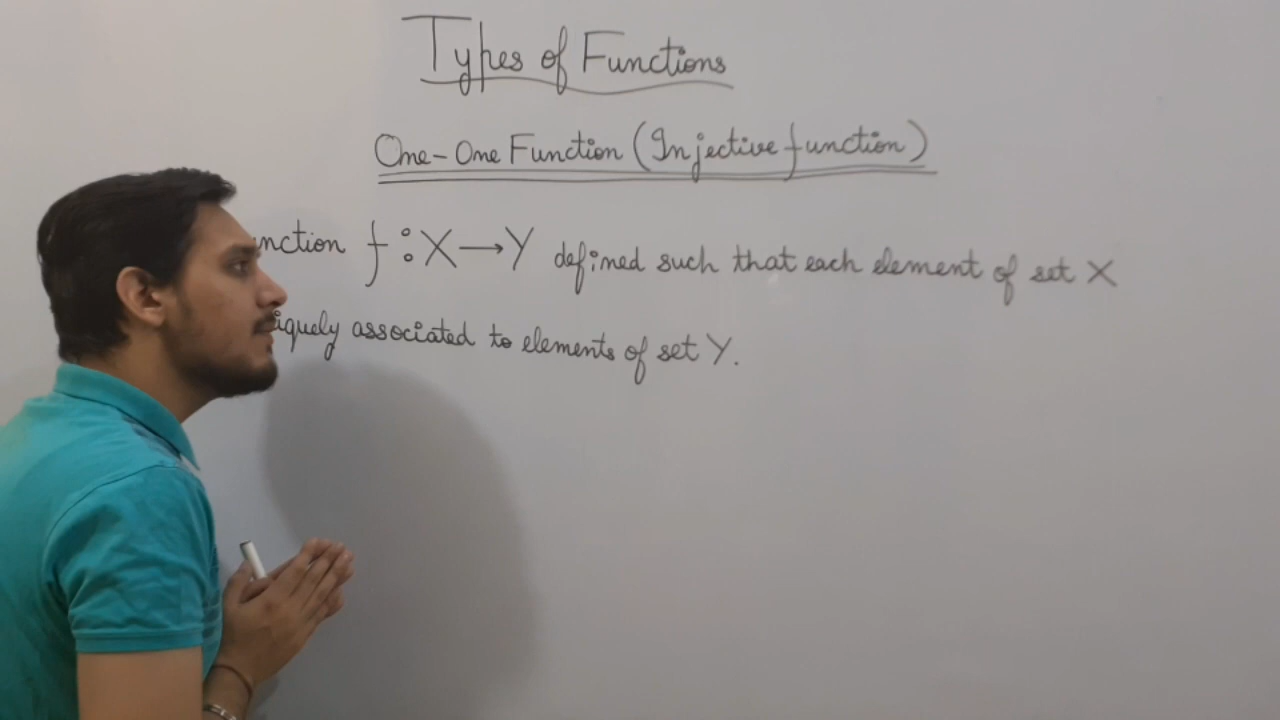 Types of Functions
One-One Function (Injective function)
nction f : X → Y defined such that each element of set X
iquely associated to elements of set Y.